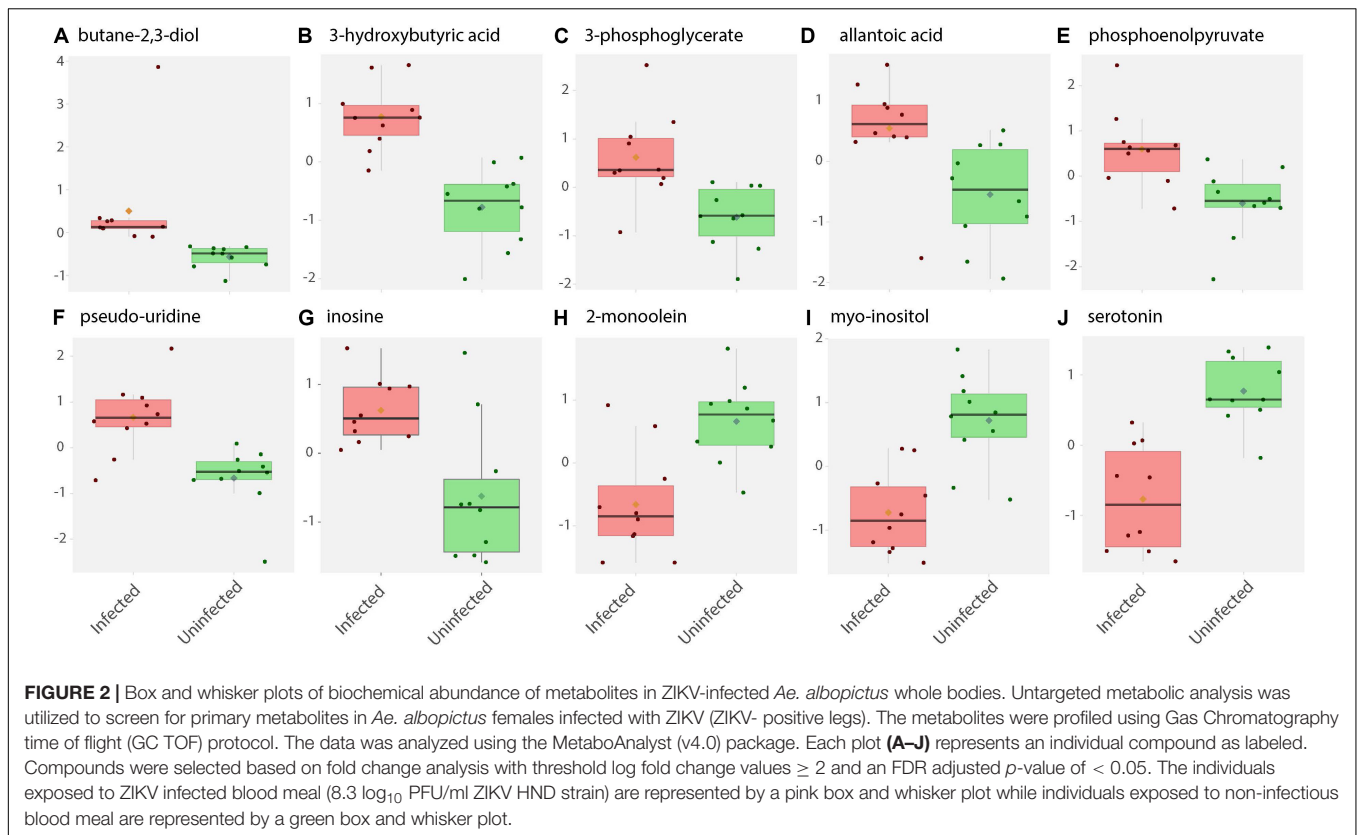 A butane-2,3-diol
4
3
2
1
0
-1
B 3-hydroxybutyric acid
1
0
-1
-2
C 3-phosphoglycerate
2
1
0
-1
-2
D allantoic acid
1
0
-1
-2
E phosphoenolpyruvate
2
1
0
-1
-2
F pseudo-uridine
2
1
0
-1
-2
Infected
Uninfected
G inosine
1
0
-1
Infected
Uninfected
H 2-monoolein
1
0
-1
Infected
Uninfected
I myo-inositol
2
1
0
-1
Infected
Uninfected
J serotonin
1
0
-1
Infected
Uninfected
FIGURE 2 | Box and whisker plots of biochemical abundance of metabolites in ZIKV-infected Ae. albopictus whole bodies. Untargeted metabolic analysis was
utilized to screen for primary metabolites in Ae. albopictus females infected with ZIKV (ZIKV- positive legs). The metabolites were profiled using Gas Chromatography
time of flight (GC TOF) protocol. The data was analyzed using the MetaboAnalyst (v4.0) package. Each plot (A–J) represents an individual compound as labeled.
Compounds were selected based on fold change analysis with threshold log fold change values ≥ 2 and an FDR adjusted p-value of < 0.05. The individuals
exposed to ZIKV infected blood meal (8.3 log10 PFU/ml ZIKV HND strain) are represented by a pink box and whisker plot while individuals exposed to non-infectious
blood meal are represented by a green box and whisker plot.